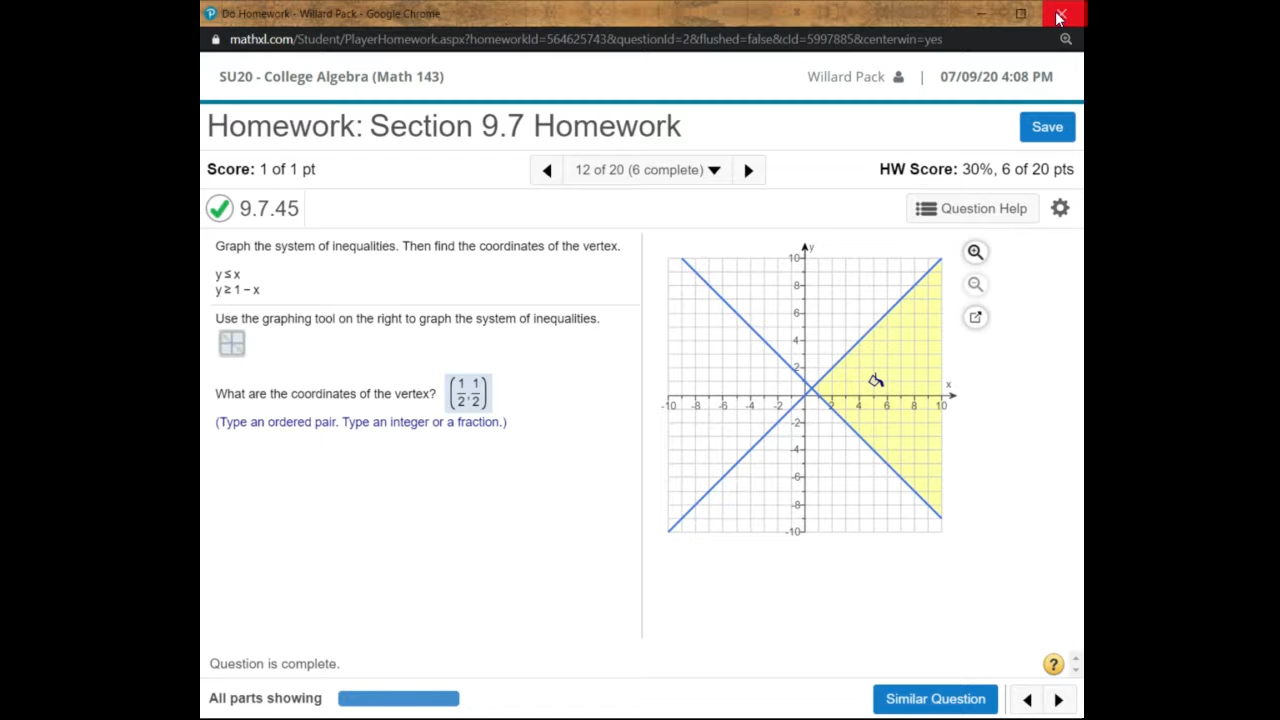 Do Homework - Willard Pack - Google Chrome
mathxl.com/Student/PlayerHomework.aspx?homeworkId=564625743&questionId=2&flushed=false&cId=5997885&centerwin=yes
SU20 - College Algebra (Math 143)
Willard Pack | 07/09/20 4:08 PM
Homework: Section 9.7 Homework
Save
Score: 1 of 1 pt
12 of 20 (6 complete)
HW Score: 30%, 6 of 20 pts
9.7.45
Question Help
Graph the system of inequalities. Then find the coordinates of the vertex.
y ≤ x
y ≥ 1 − x
Use the graphing tool on the right to graph the system of inequalities.
What are the coordinates of the vertex? (1/2, 1/2)
(Type an ordered pair. Type an integer or a fraction.)
y
10
8
6
4
2
x
-10 -8 -6 -4 -2 2 4 6 8 10
-2
-4
-6
-8
-10
Question is complete.
?
All parts showing
Similar Question